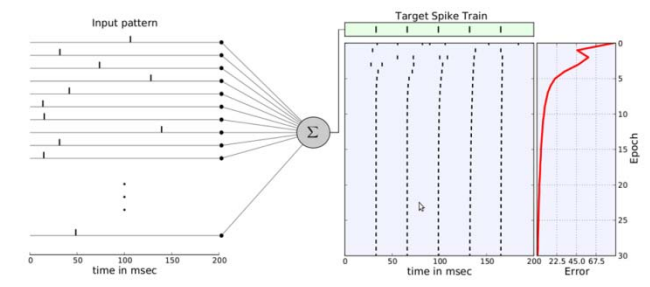 Input pattern
Target Spike Train
Σ
0 50 100 150 200
time in msec
0 50 100 150 200
time in msec
0
5
10
15
20
25
30
Epoch
22.5 45.0 67.5
Error